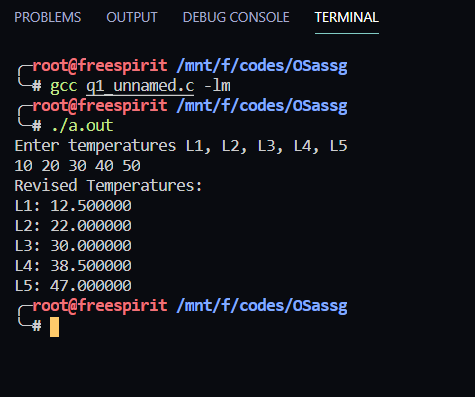 PROBLEMS OUTPUT DEBUG CONSOLE TERMINAL
╭─root@freespirit /mnt/f/codes/OSassg
╰─# gcc q1_unnamed.c -lm
╭─root@freespirit /mnt/f/codes/OSassg
╰─# ./a.out
Enter temperatures L1, L2, L3, L4, L5
10 20 30 40 50
Revised Temperatures:
L1: 12.500000
L2: 22.000000
L3: 30.000000
L4: 38.500000
L5: 47.000000
╭─root@freespirit /mnt/f/codes/OSassg
╰─#